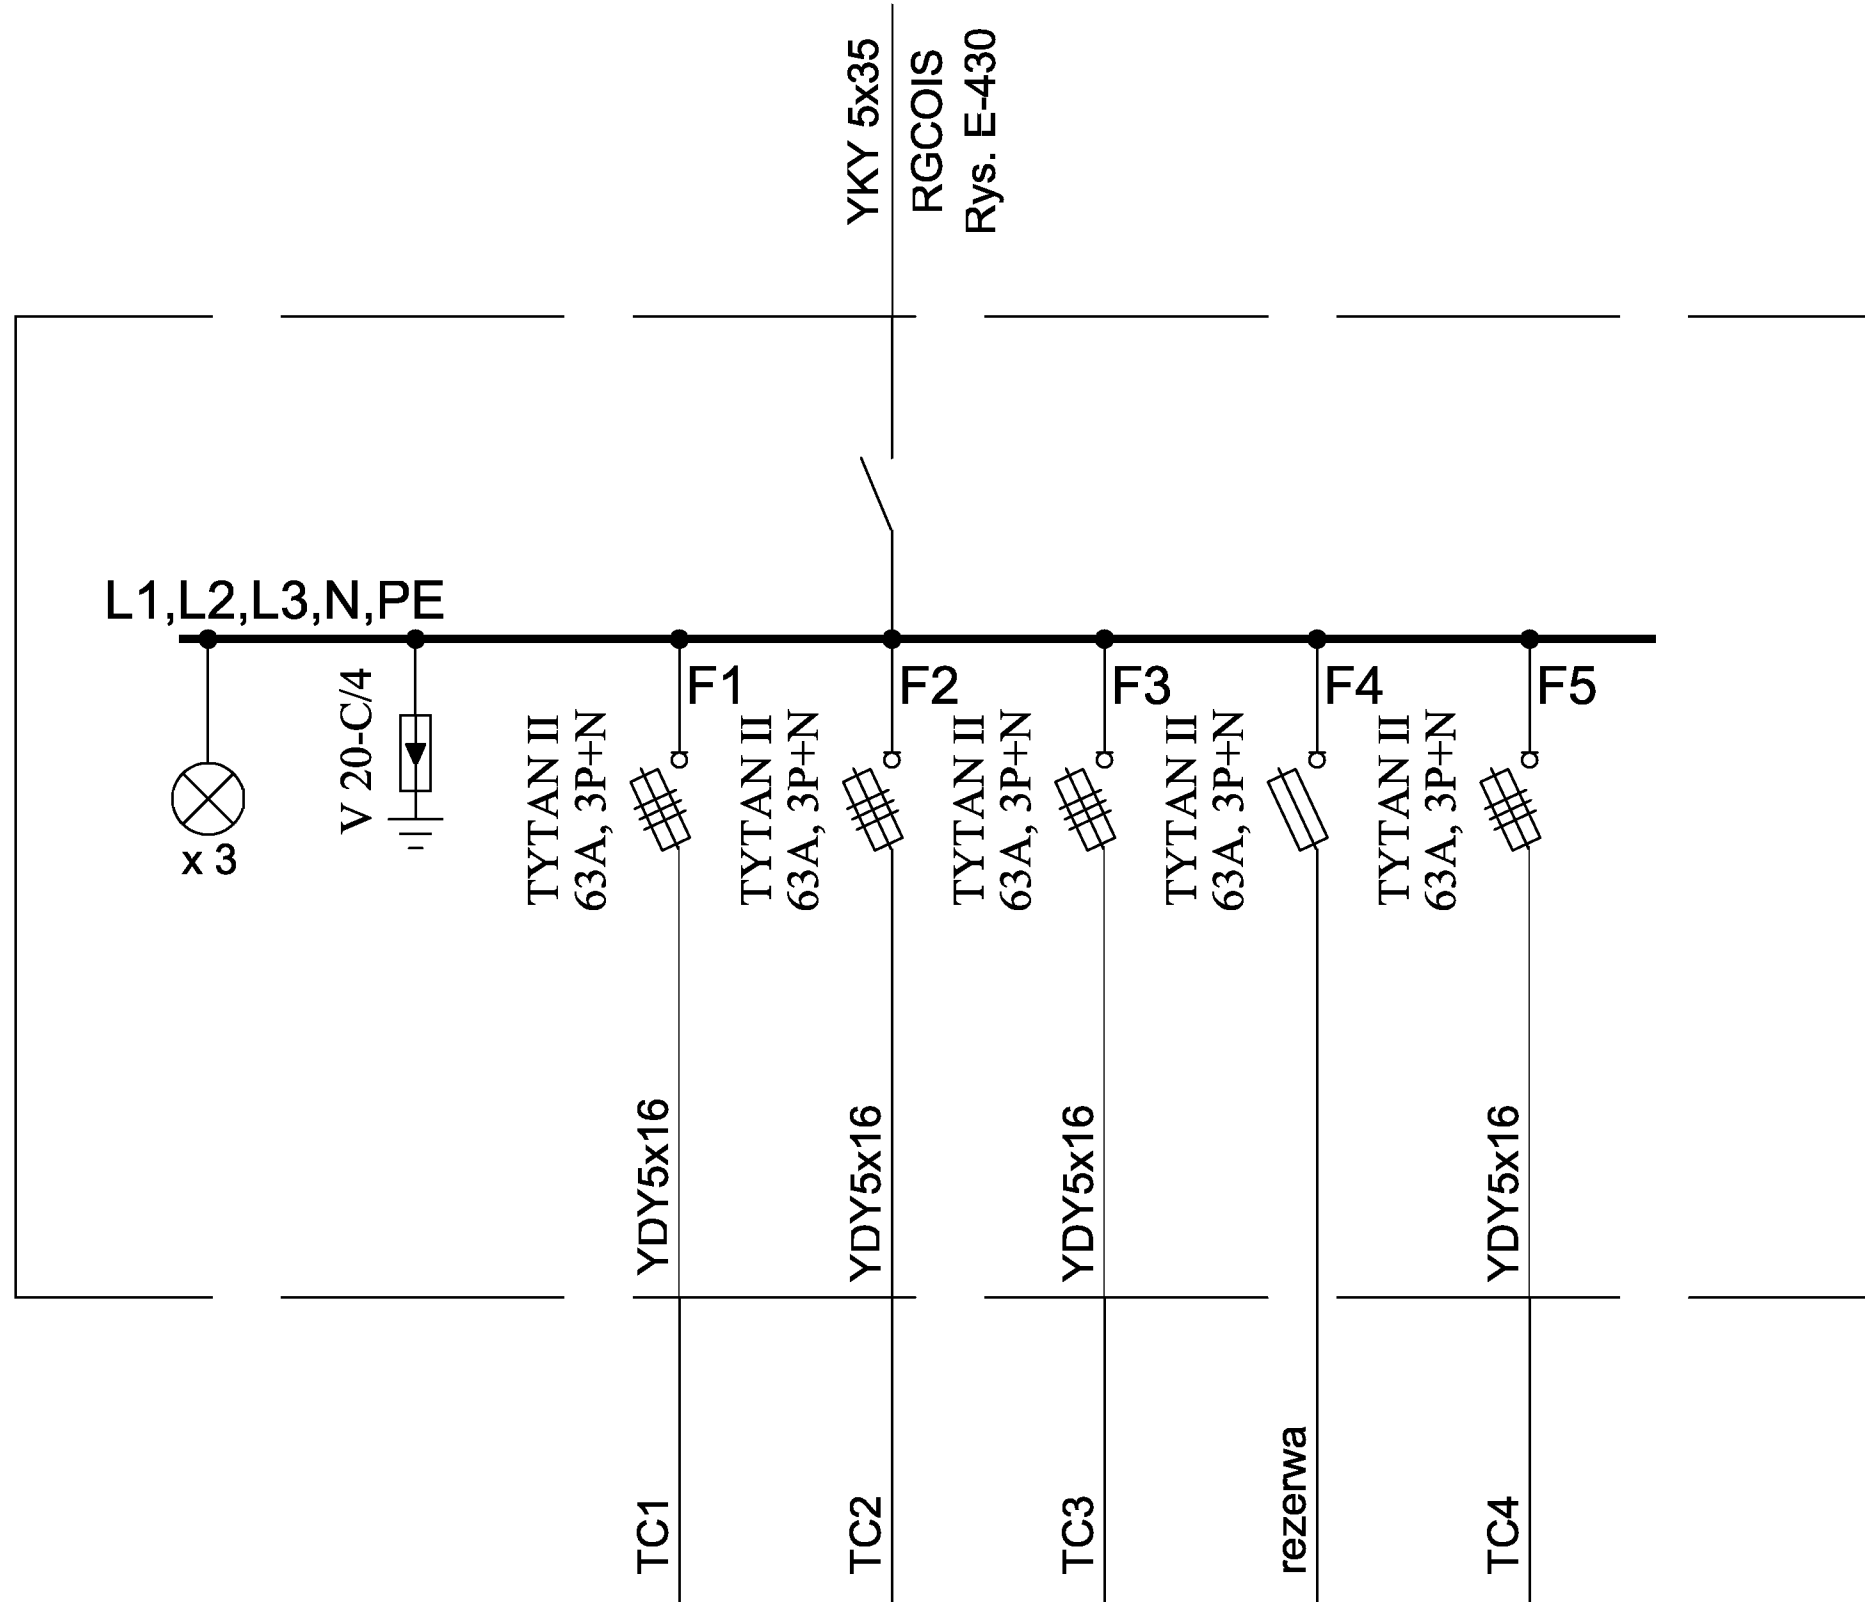 YKY 5x35
RGCOIS
Rys. E-430
L1,L2,L3,N,PE
x 3
V 20-C/4
F1
TYTAN II
63A, 3P+N
F2
TYTAN II
63A, 3P+N
F3
TYTAN II
63A, 3P+N
F4
TYTAN II
63A, 3P+N
F5
TYTAN II
63A, 3P+N
YDY5x16
YDY5x16
YDY5x16
YDY5x16
TC1
TC2
TC3
rezerwa
TC4